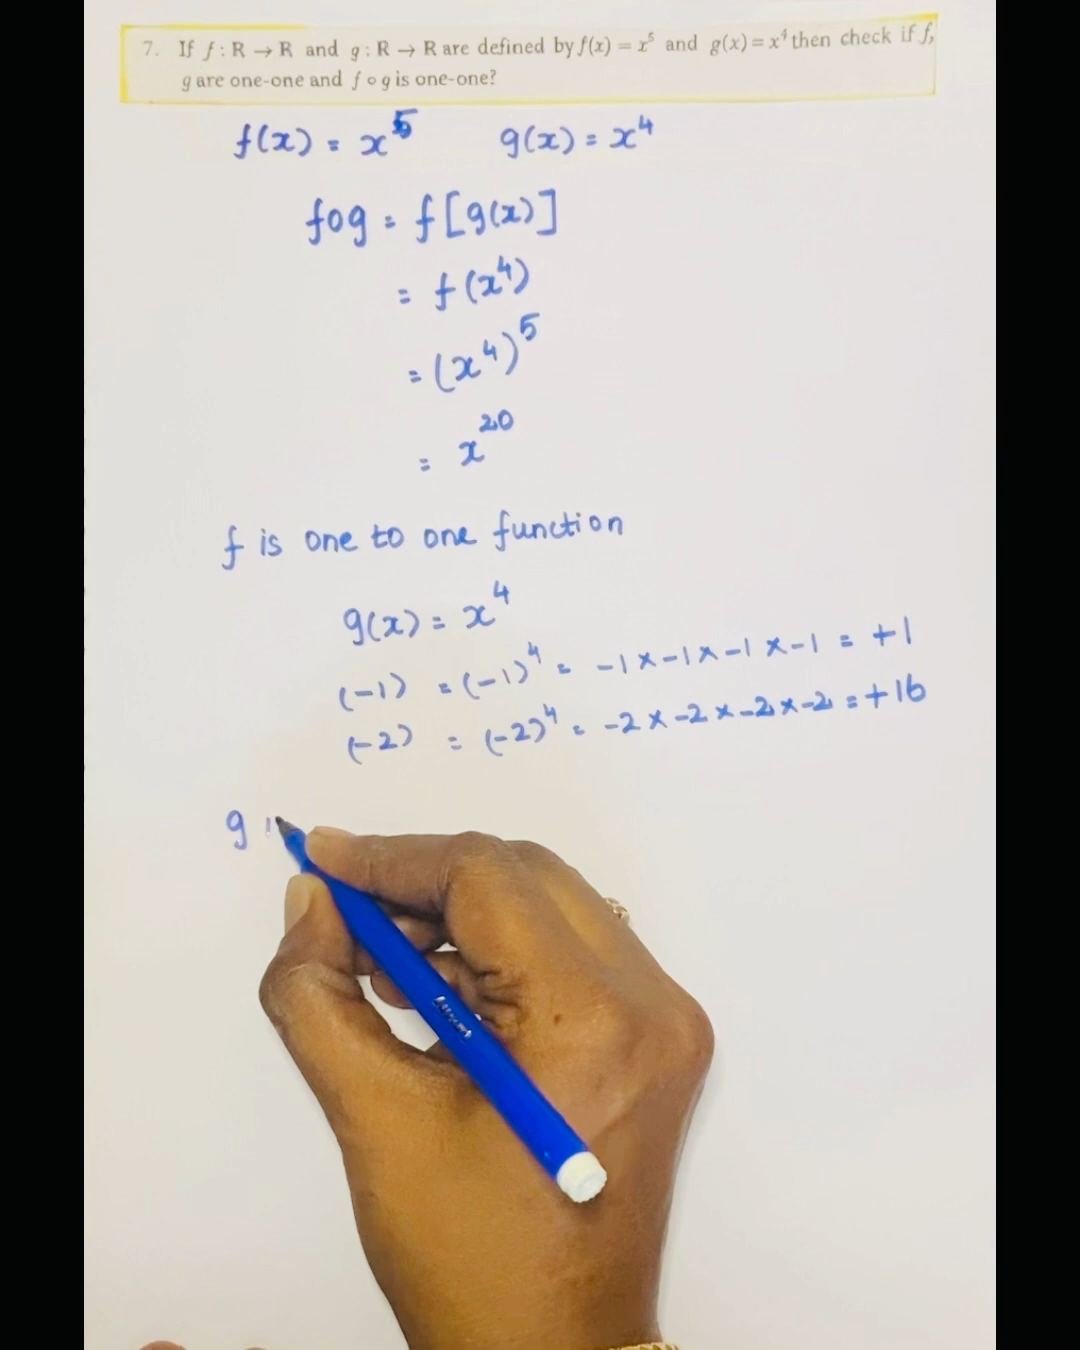 7. If f : R → R and g : R → R are defined by f(x) = x⁵ and g(x) = x⁴ then check if f,
g are one-one and f ∘ g is one-one?
f(x) = x⁵ g(x) = x⁴
fog = f[g(x)]
= f(x⁴)
= (x⁴)⁵
= x²⁰
f is one to one function
g(x) = x⁴
(-1) = (-1)⁴ = -1 × -1 × -1 × -1 = +1
(-2) = (-2)⁴ = -2 × -2 × -2 × -2 = +16
g